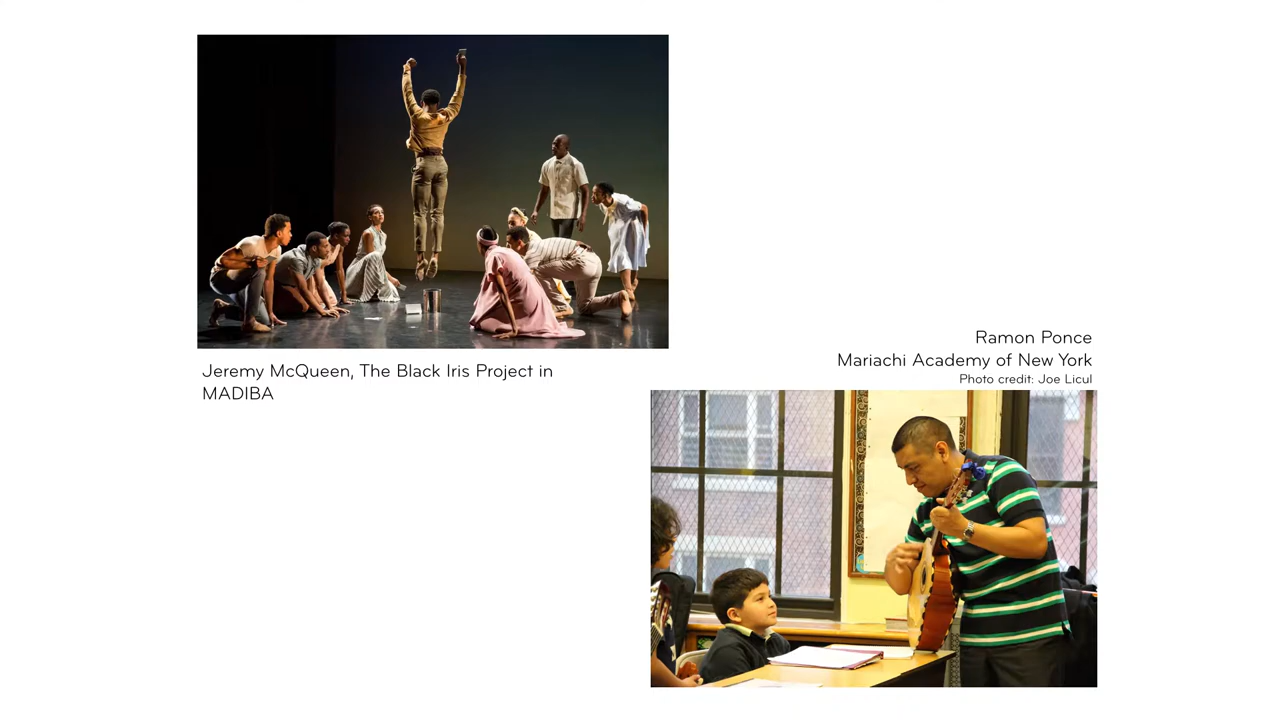 Jeremy McQueen, The Black Iris Project in
MADIBA
Ramon Ponce
Mariachi Academy of New York
Photo credit: Joe Licul